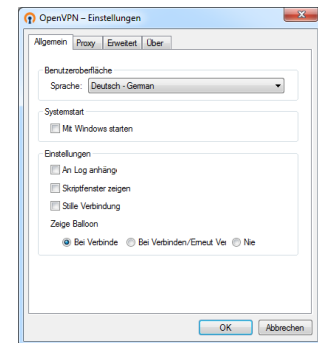 OpenVPN – Einstellungen
Allgemein Proxy Erweitert Über
Benutzeroberfläche
Sprache: Deutsch - German
Systemstart
Mit Windows starten
Einstellungen
An Log anhäng
Skriptfenster zeigen
Stille Verbindung
Zeige Balloon
Bei Verbinde Bei Verbinden/Erneut Ver Nie
OK Abbrechen